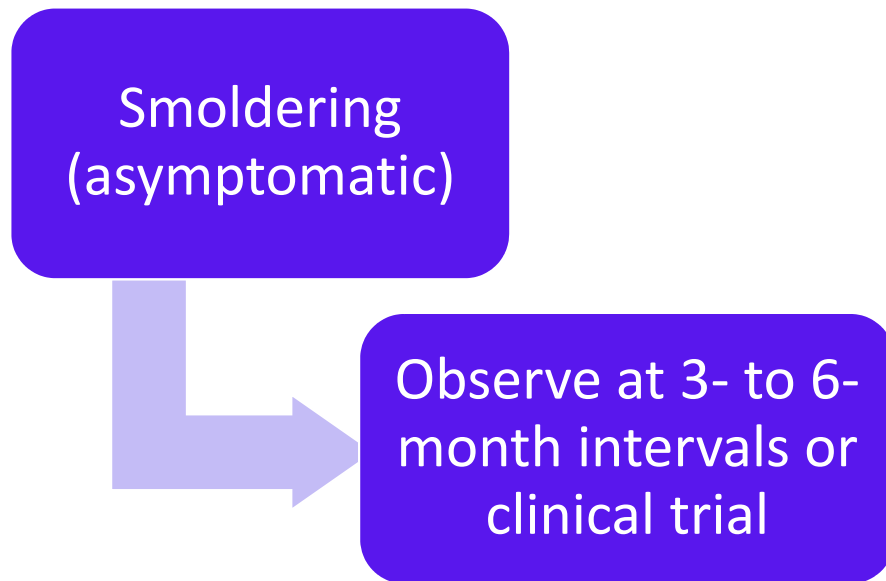 Smoldering
(asymptomatic)
Observe at 3- to 6-
month intervals or
clinical trial